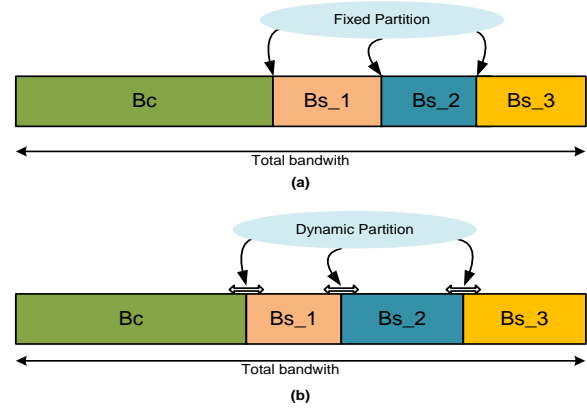 Fixed Partition
Bc Bs_1 Bs_2 Bs_3
Total bandwith
(a)
Dynamic Partition
Bc Bs_1 Bs_2 Bs_3
Total bandwith
(b)